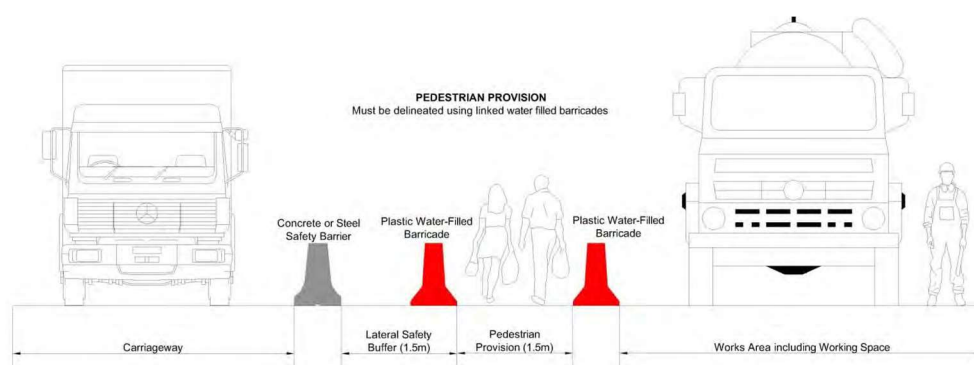 PEDESTRIAN PROVISION
Must be delineated using linked water filled barricades
Concrete or Steel
Safety Barrier
Plastic Water-Filled
Barricade
Plastic Water-Filled
Barricade
Carriageway
Lateral Safety
Buffer (1.5m)
Pedestrian
Provision (1.5m)
Works Area including Working Space